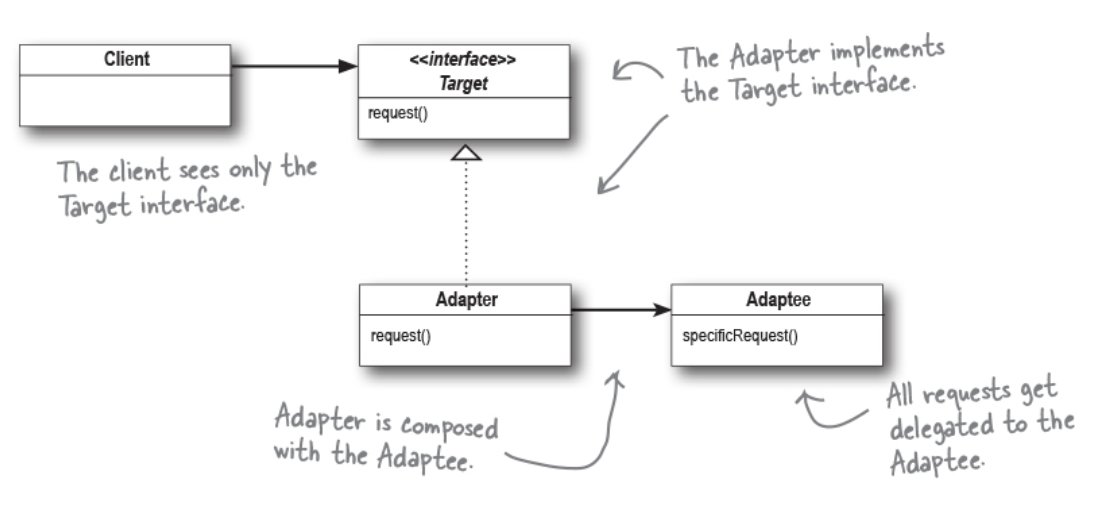 Client
<<interface>>
Target
request()
The Adapter implements
the Target interface.
The client sees only the
Target interface.
Adapter
request()
Adaptee
specificRequest()
Adapter is composed
with the Adaptee.
All requests get
delegated to the
Adaptee.